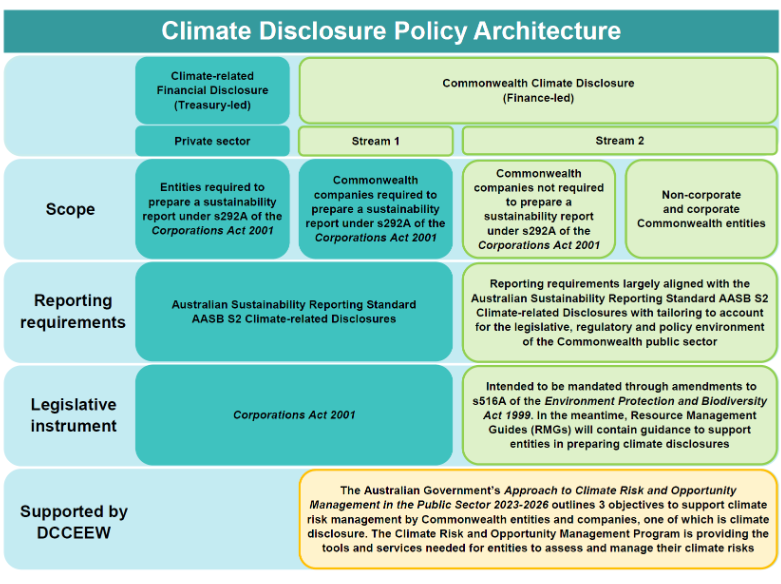 Climate Disclosure Policy Architecture
Climate-related
Financial Disclosure
(Treasury-led)
Commonwealth Climate Disclosure
(Finance-led)
Private sector
Stream 1
Stream 2
Scope
Entities required to
prepare a sustainability
report under s292A of the
Corporations Act 2001
Commonwealth
companies required to
prepare a sustainability
report under s292A of the
Corporations Act 2001
Commonwealth
companies not required
to prepare a
sustainability report
under s292A of the
Corporations Act 2001
Non-corporate
and corporate
Commonwealth entities
Reporting
requirements
Australian Sustainability Reporting Standard
AASB S2 Climate-related Disclosures
Reporting requirements largely aligned with the
Australian Sustainability Reporting Standard AASB S2
Climate-related Disclosures with tailoring to account
for the legislative, regulatory and policy environment
of the Commonwealth public sector
Legislative
instrument
Corporations Act 2001
Intended to be mandated through amendments to
s516A of the Environment Protection and Biodiversity
Act 1999. In the meantime, Resource Management
Guides (RMGs) will contain guidance to support
entities in preparing climate disclosures
Supported by
DCCEEW
The Australian Government's Approach to Climate Risk and Opportunity
Management in the Public Sector 2023-2026 outlines 3 objectives to support climate
risk management by Commonwealth entities and companies, one of which is climate
disclosure. The Climate Risk and Opportunity Management Program is providing the
tools and services needed for entities to assess and manage their climate risks